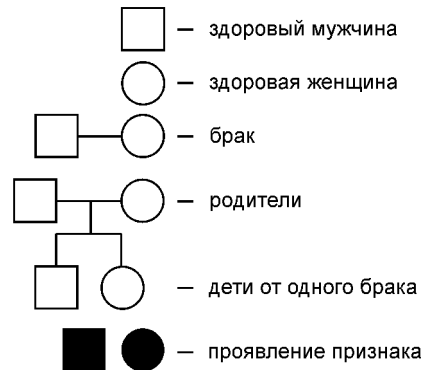 — здоровый мужчина
— здоровая женщина
— брак
— родители
— дети от одного брака
— проявление признака